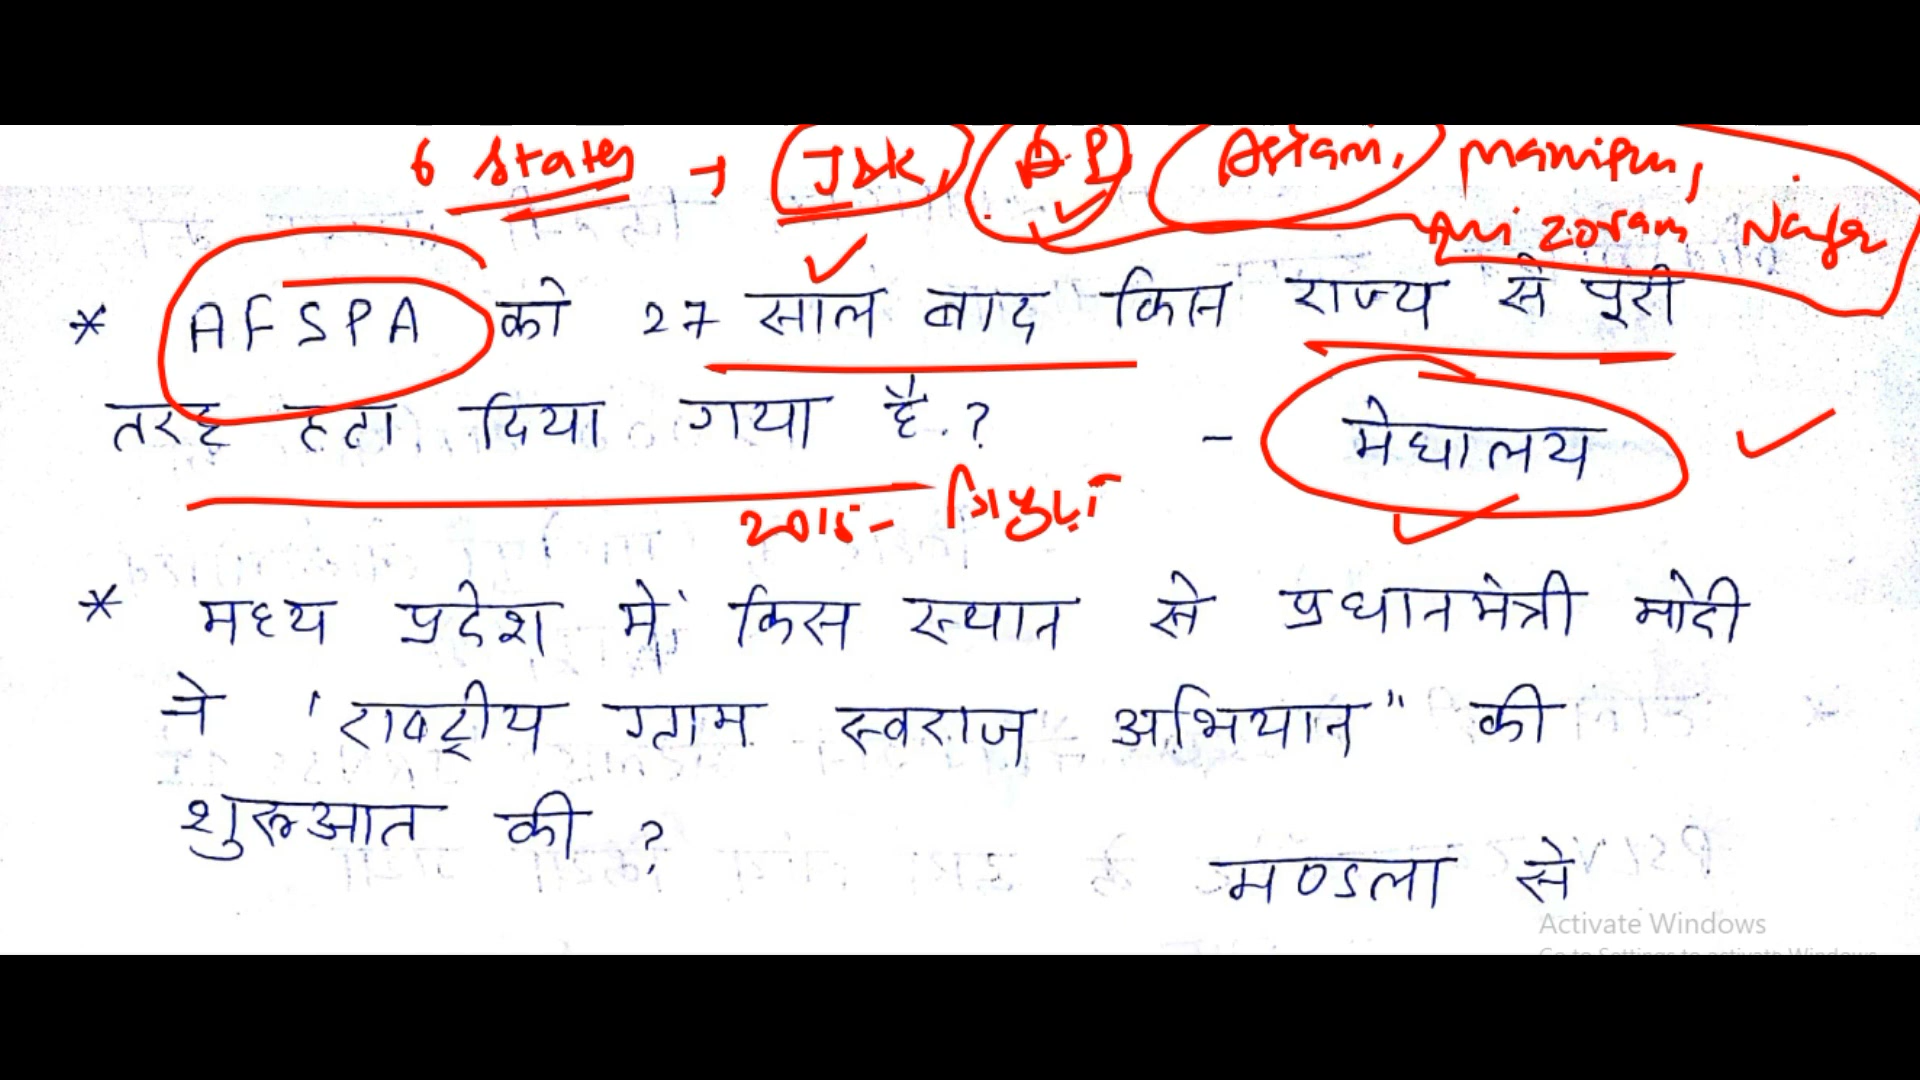 6 States → J&K, A.P, Assam, manipur,
mizoram, Naga
* AFSPA को 27 साल बाद किस राज्य से पूरी
तरह हटा दिया गया है.? - मेघालय
2015 - त्रिपुरा
* मध्य प्रदेश में किस स्थान से प्रधानमंत्री मोदी
ने 'राष्ट्रीय ग्राम स्वराज अभियान" की
शुरुआत की ?
मण्डला से
Activate Windows